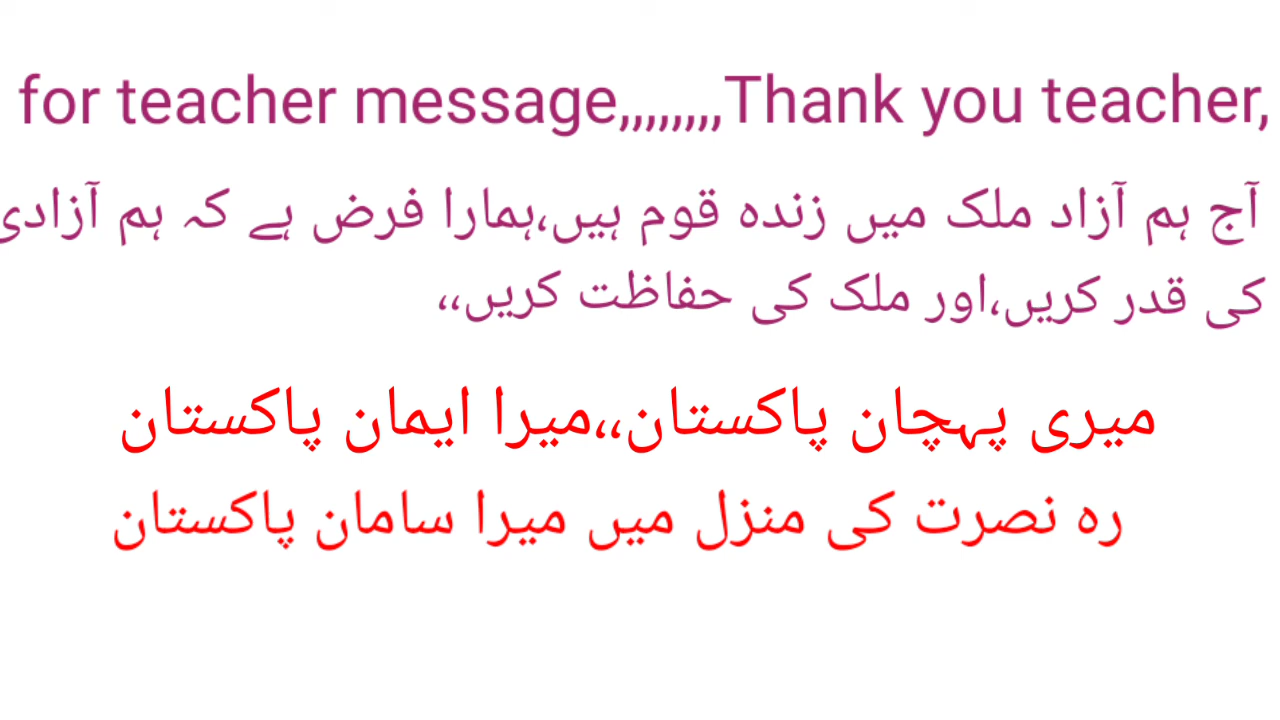 for teacher message,,,,,,,,Thank you teacher,
آج ہم آزاد ملک میں زندہ قوم ہیں،ہمارا فرض ہے کہ ہم آزادی
کی قدر کریں،اور ملک کی حفاظت کریں،،
میری پہچان پاکستان،،میرا ایمان پاکستان
رہ نصرت کی منزل میں میرا سامان پاکستان